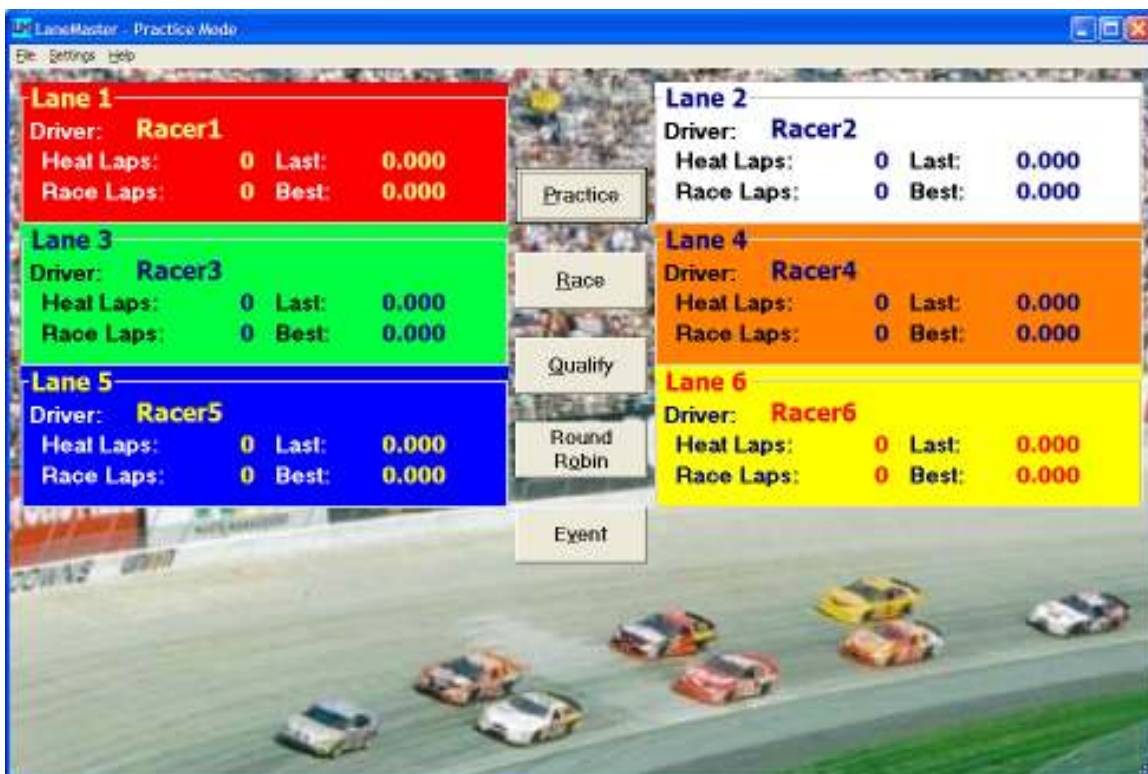 LaneMaster - Practice Mode
File Settings Help
Lane 1
Driver: Racer1
Heat Laps: 0 Last: 0.000
Race Laps: 0 Best: 0.000
Lane 2
Driver: Racer2
Heat Laps: 0 Last: 0.000
Race Laps: 0 Best: 0.000
Lane 3
Driver: Racer3
Heat Laps: 0 Last: 0.000
Race Laps: 0 Best: 0.000
Lane 4
Driver: Racer4
Heat Laps: 0 Last: 0.000
Race Laps: 0 Best: 0.000
Lane 5
Driver: Racer5
Heat Laps: 0 Last: 0.000
Race Laps: 0 Best: 0.000
Lane 6
Driver: Racer6
Heat Laps: 0 Last: 0.000
Race Laps: 0 Best: 0.000
Practice
Race
Qualify
Round
Robin
Event
DOWNS